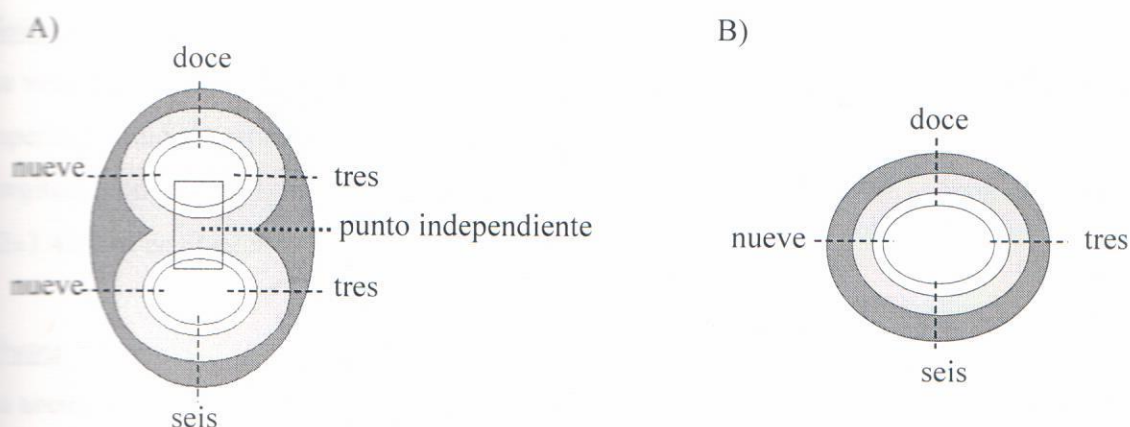 A)
doce
nueve
tres
punto independiente
nueve
tres
seis
B)
doce
nueve
tres
seis